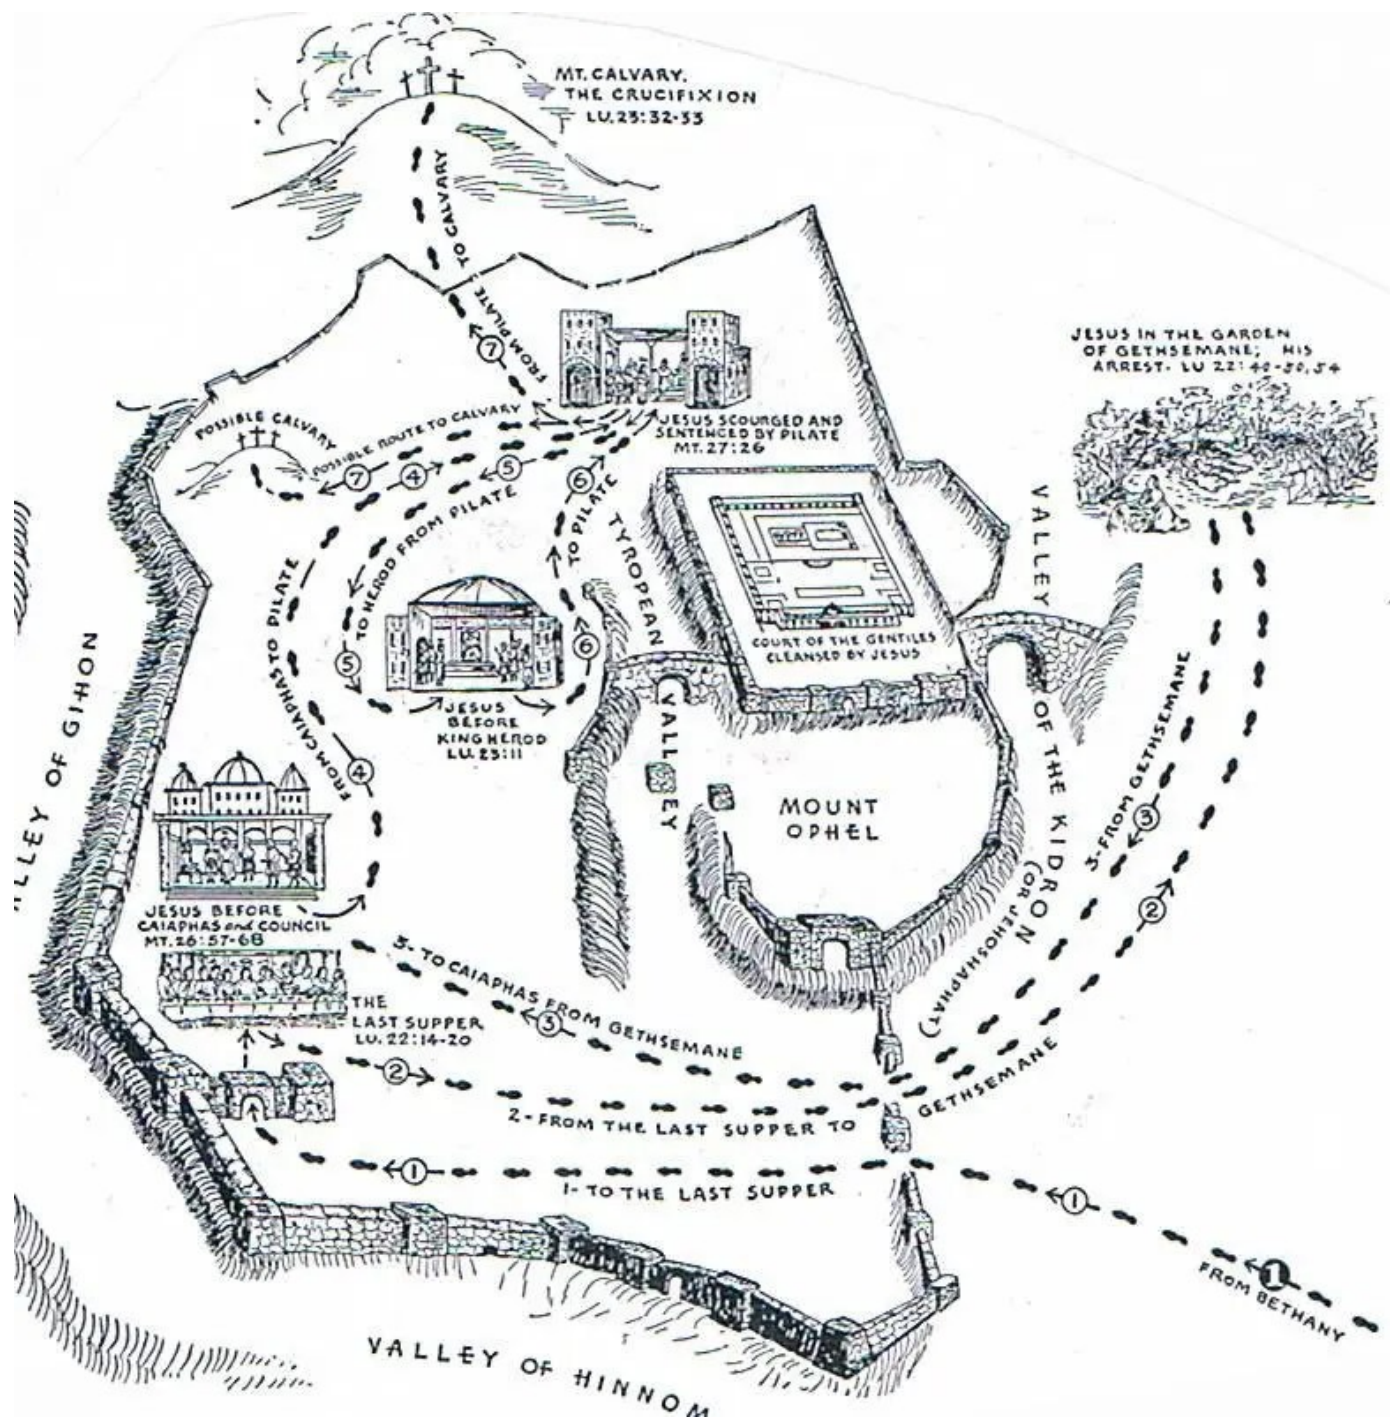 MT. CALVARY.
THE CRUCIFIXION
LU. 23:32-33
TO CALVARY
FROM PILATE
7
JESUS IN THE GARDEN
OF GETHSEMANE; HIS
ARREST. LU 22:40-50,54
POSSIBLE CALVARY
POSSIBLE ROUTE TO CALVARY
7
4
5
6
JESUS SCOURGED AND
SENTENCED BY PILATE
MT. 27:26
TO HEROD FROM PILATE
TO PILATE
TYROPEAN
VALLEY
COURT OF THE GENTILES
CLEANSED BY JESUS
VALLEY OF THE KIDRON
(OR JEHOSHAPHAT)
FROM CAIAPHAS TO PILATE
5
6
4
JESUS
BEFORE
KING HEROD
LU. 23:11
VALLEY OF GIHON
MOUNT
OPHEL
3-FROM GETHSEMANE
3
2
JESUS BEFORE
CAIAPHAS and COUNCIL
MT. 26:57-68
THE
LAST SUPPER
LU. 22:14-20
3-TO CAIAPHAS FROM GETHSEMANE
3
2
2-FROM THE LAST SUPPER TO GETHSEMANE
1
1-TO THE LAST SUPPER
1
1
FROM BETHANY
VALLEY OF HINNOM